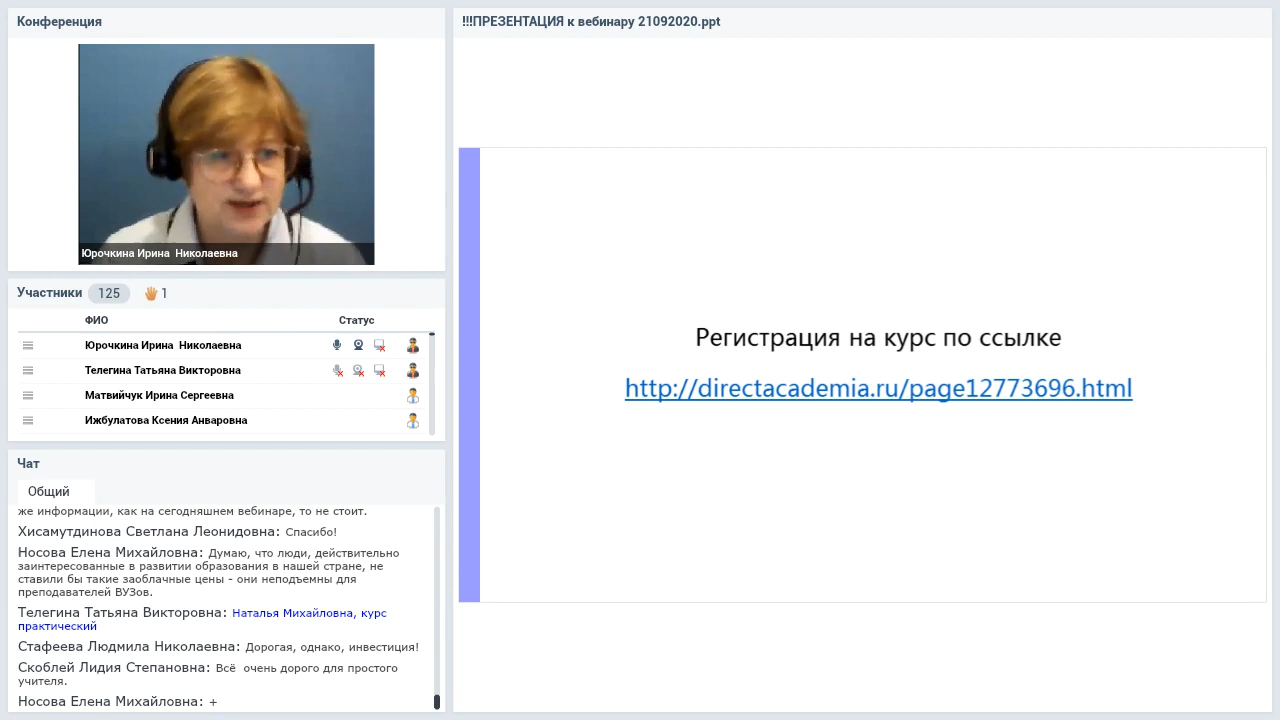 Конференция
Юрочкина Ирина  Николаевна
Участники 125 1
ФИО Статус
Юрочкина Ирина  Николаевна
Телегина Татьяна Викторовна
Матвийчук Ирина Сергеевна
Ижбулатова Ксения Анваровна
Чат
Общий
же информации, как на сегодняшнем вебинаре, то не стоит.
Хисамутдинова Светлана Леонидовна: Спасибо!
Носова Елена Михайловна: Думаю, что люди, действительно
заинтересованные в развитии образования в нашей стране, не
ставили бы такие заоблачные цены - они неподъемны для
преподавателей ВУЗов.
Телегина Татьяна Викторовна: Наталья Михайловна, курс
практический
Стафеева Людмила Николаевна: Дорогая, однако, инвестиция!
Скоблей Лидия Степановна: Всё  очень дорого для простого
учителя.
Носова Елена Михайловна: +
!!!ПРЕЗЕНТАЦИЯ к вебинару 21092020.ppt
Регистрация на курс по ссылке
http://directacademia.ru/page12773696.html